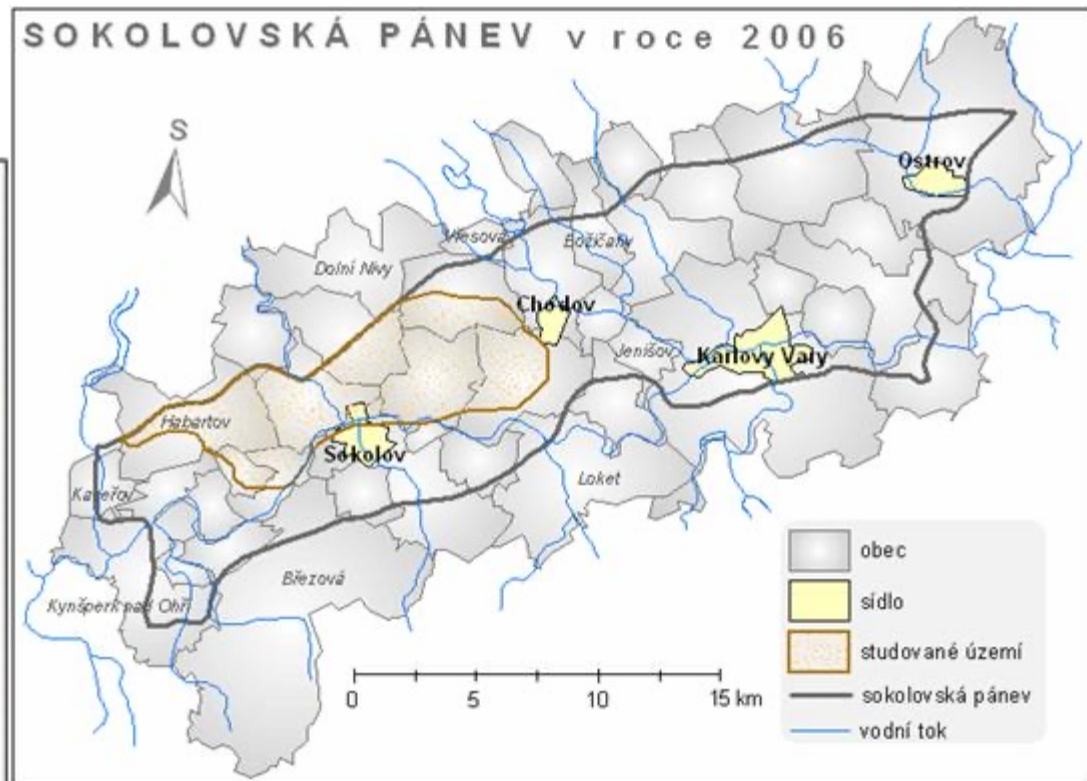 SOKOLOVSKÁ PÁNEV v roce 2006
S
Ostrov
Vřesová
Božičany
Dolní Nivy
Chodov
Jenišov
Karlovy Vary
Habartov
Sokolov
Loket
Kaceřov
Březová
Kynšperk nad Ohří
obec
sídlo
studované území
sokolovská pánev
vodní tok
0 5 10 15 km